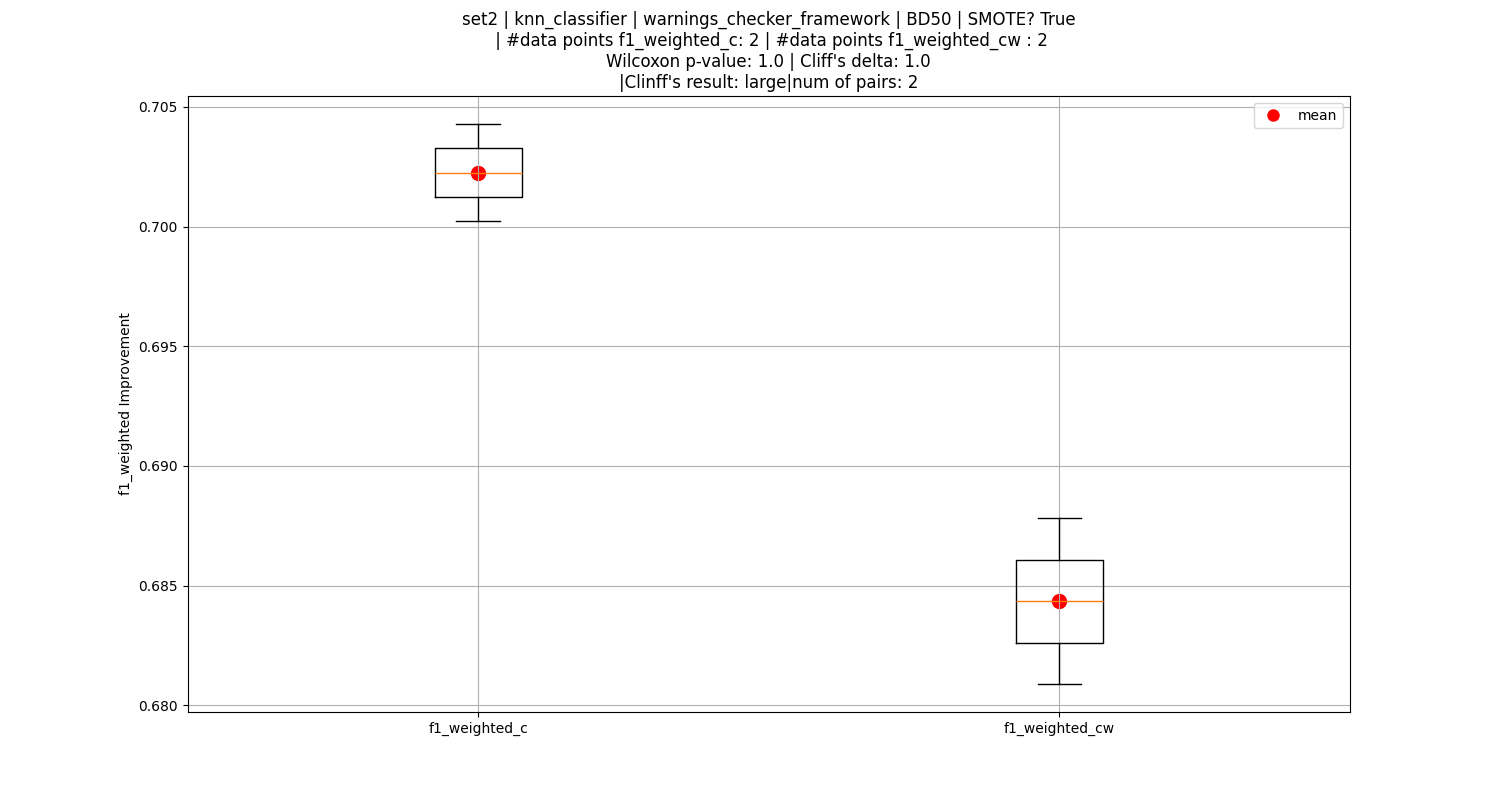 set2 | knn_classifier | warnings_checker_framework | BD50 | SMOTE? True
| #data points f1_weighted_c: 2 | #data points f1_weighted_cw : 2
Wilcoxon p-value: 1.0 | Cliff's delta: 1.0
|Clinff's result: large|num of pairs: 2
mean
f1_weighted Improvement
0.705
0.700
0.695
0.690
0.685
0.680
f1_weighted_c
f1_weighted_cw